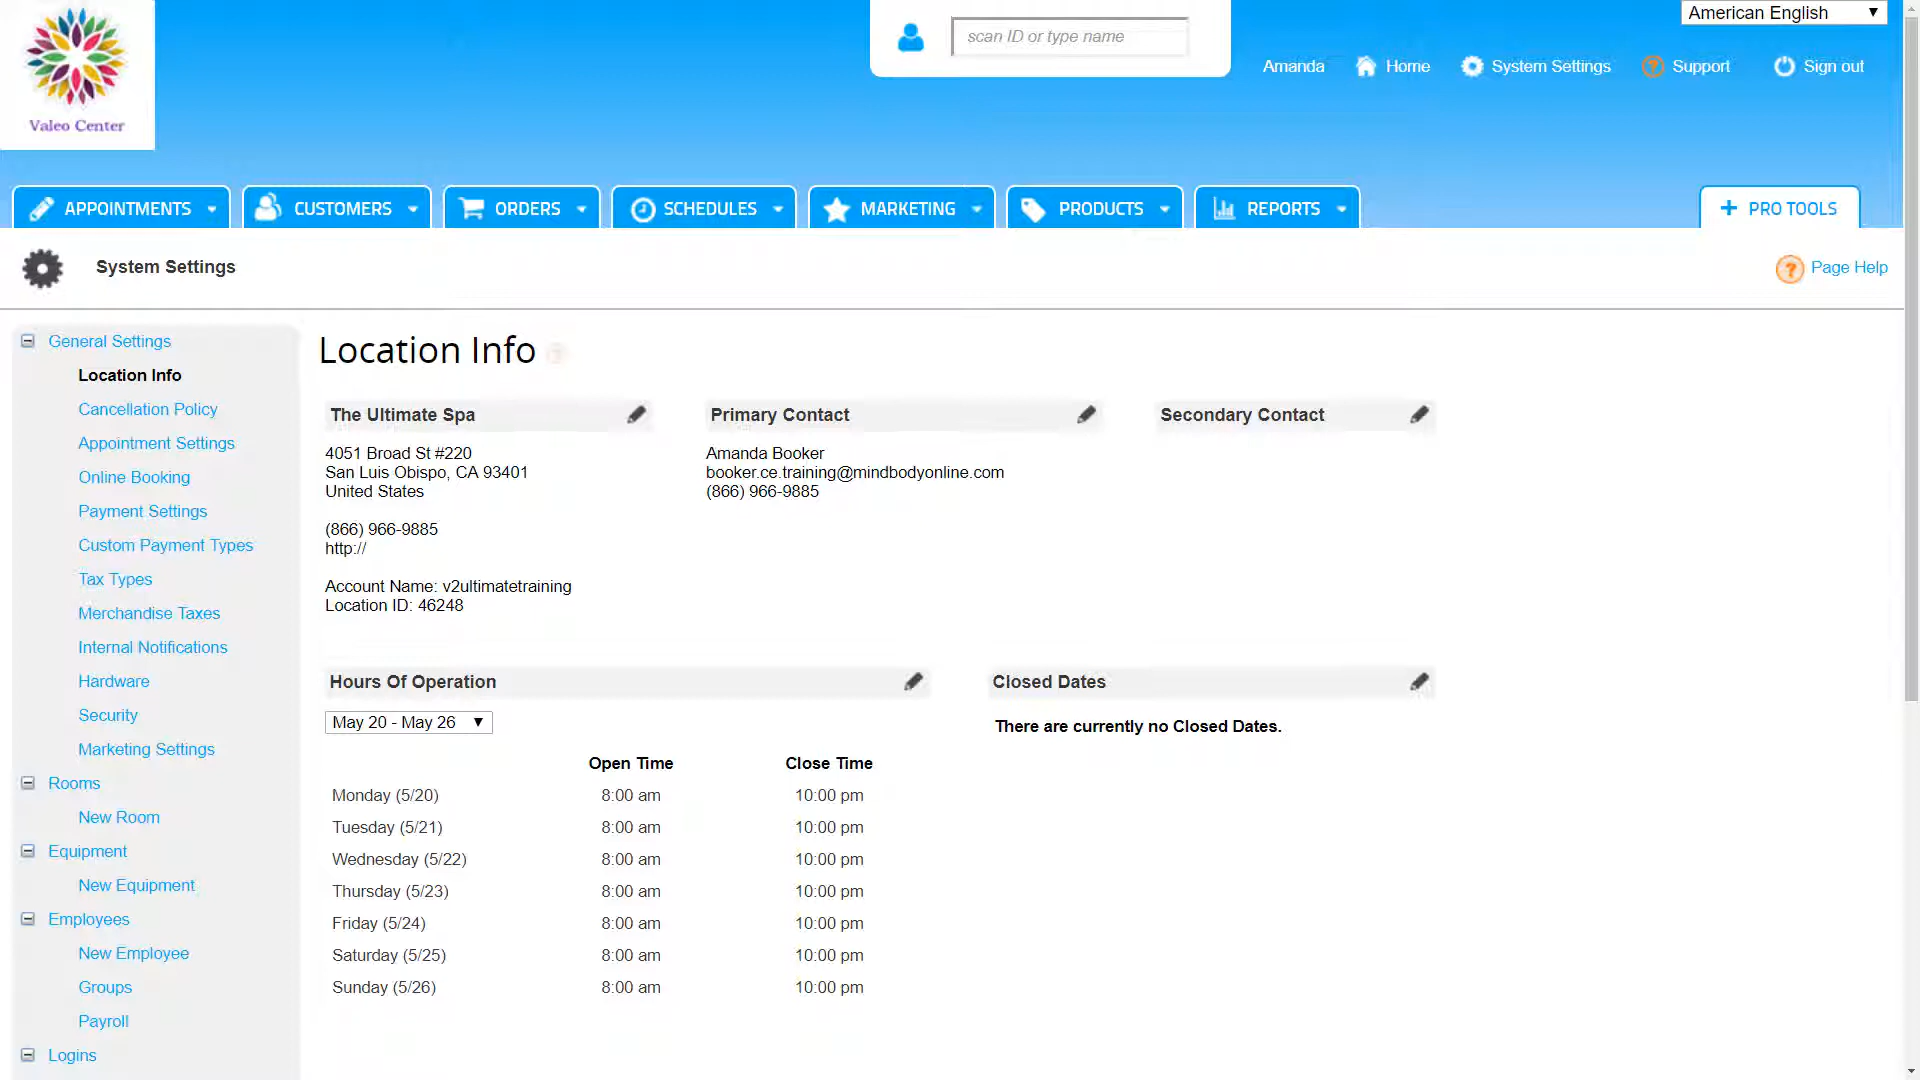 Valeo Center
scan ID or type name
American English
Amanda
Home
System Settings
Support
Sign out
APPOINTMENTS
CUSTOMERS
ORDERS
SCHEDULES
MARKETING
PRODUCTS
REPORTS
+ PRO TOOLS
System Settings
? Page Help
General Settings
Location Info
Cancellation Policy
Appointment Settings
Online Booking
Payment Settings
Custom Payment Types
Tax Types
Merchandise Taxes
Internal Notifications
Hardware
Security
Marketing Settings
Rooms
New Room
Equipment
New Equipment
Employees
New Employee
Groups
Payroll
Logins
Location Info
The Ultimate Spa
4051 Broad St #220
San Luis Obispo, CA 93401
United States
(866) 966-9885
http://
Account Name: v2ultimatetraining
Location ID: 46248
Primary Contact
Amanda Booker
booker.ce.training@mindbodyonline.com
(866) 966-9885
Secondary Contact
Hours Of Operation
May 20 - May 26
Open Time Close Time
Monday (5/20) 8:00 am 10:00 pm
Tuesday (5/21) 8:00 am 10:00 pm
Wednesday (5/22) 8:00 am 10:00 pm
Thursday (5/23) 8:00 am 10:00 pm
Friday (5/24) 8:00 am 10:00 pm
Saturday (5/25) 8:00 am 10:00 pm
Sunday (5/26) 8:00 am 10:00 pm
Closed Dates
There are currently no Closed Dates.